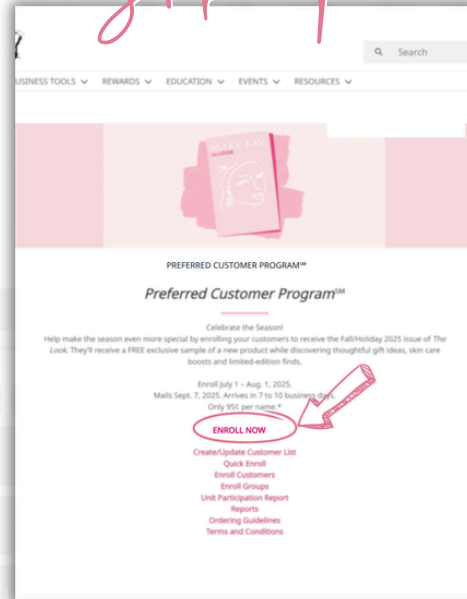 Search
USINESS TOOLS REWARDS EDUCATION EVENTS RESOURCES
MARY KAY
the LOOK
PREFERRED CUSTOMER PROGRAM℠
Preferred Customer Program℠
Celebrate the Season!
Help make the season even more special by enrolling your customers to receive the Fall/Holiday 2025 issue of The
Look. They'll receive a FREE exclusive sample of a new product while discovering thoughtful gift ideas, skin care
boosts and limited-edition finds.
Enroll July 1 – Aug. 1, 2025.
Mails Sept. 7, 2025. Arrives in 7 to 10 business days.
Only 95¢ per name.*
ENROLL NOW
Create/Update Customer List
Quick Enroll
Enroll Customers
Enroll Groups
Unit Participation Report
Reports
Ordering Guidelines
Terms and Conditions